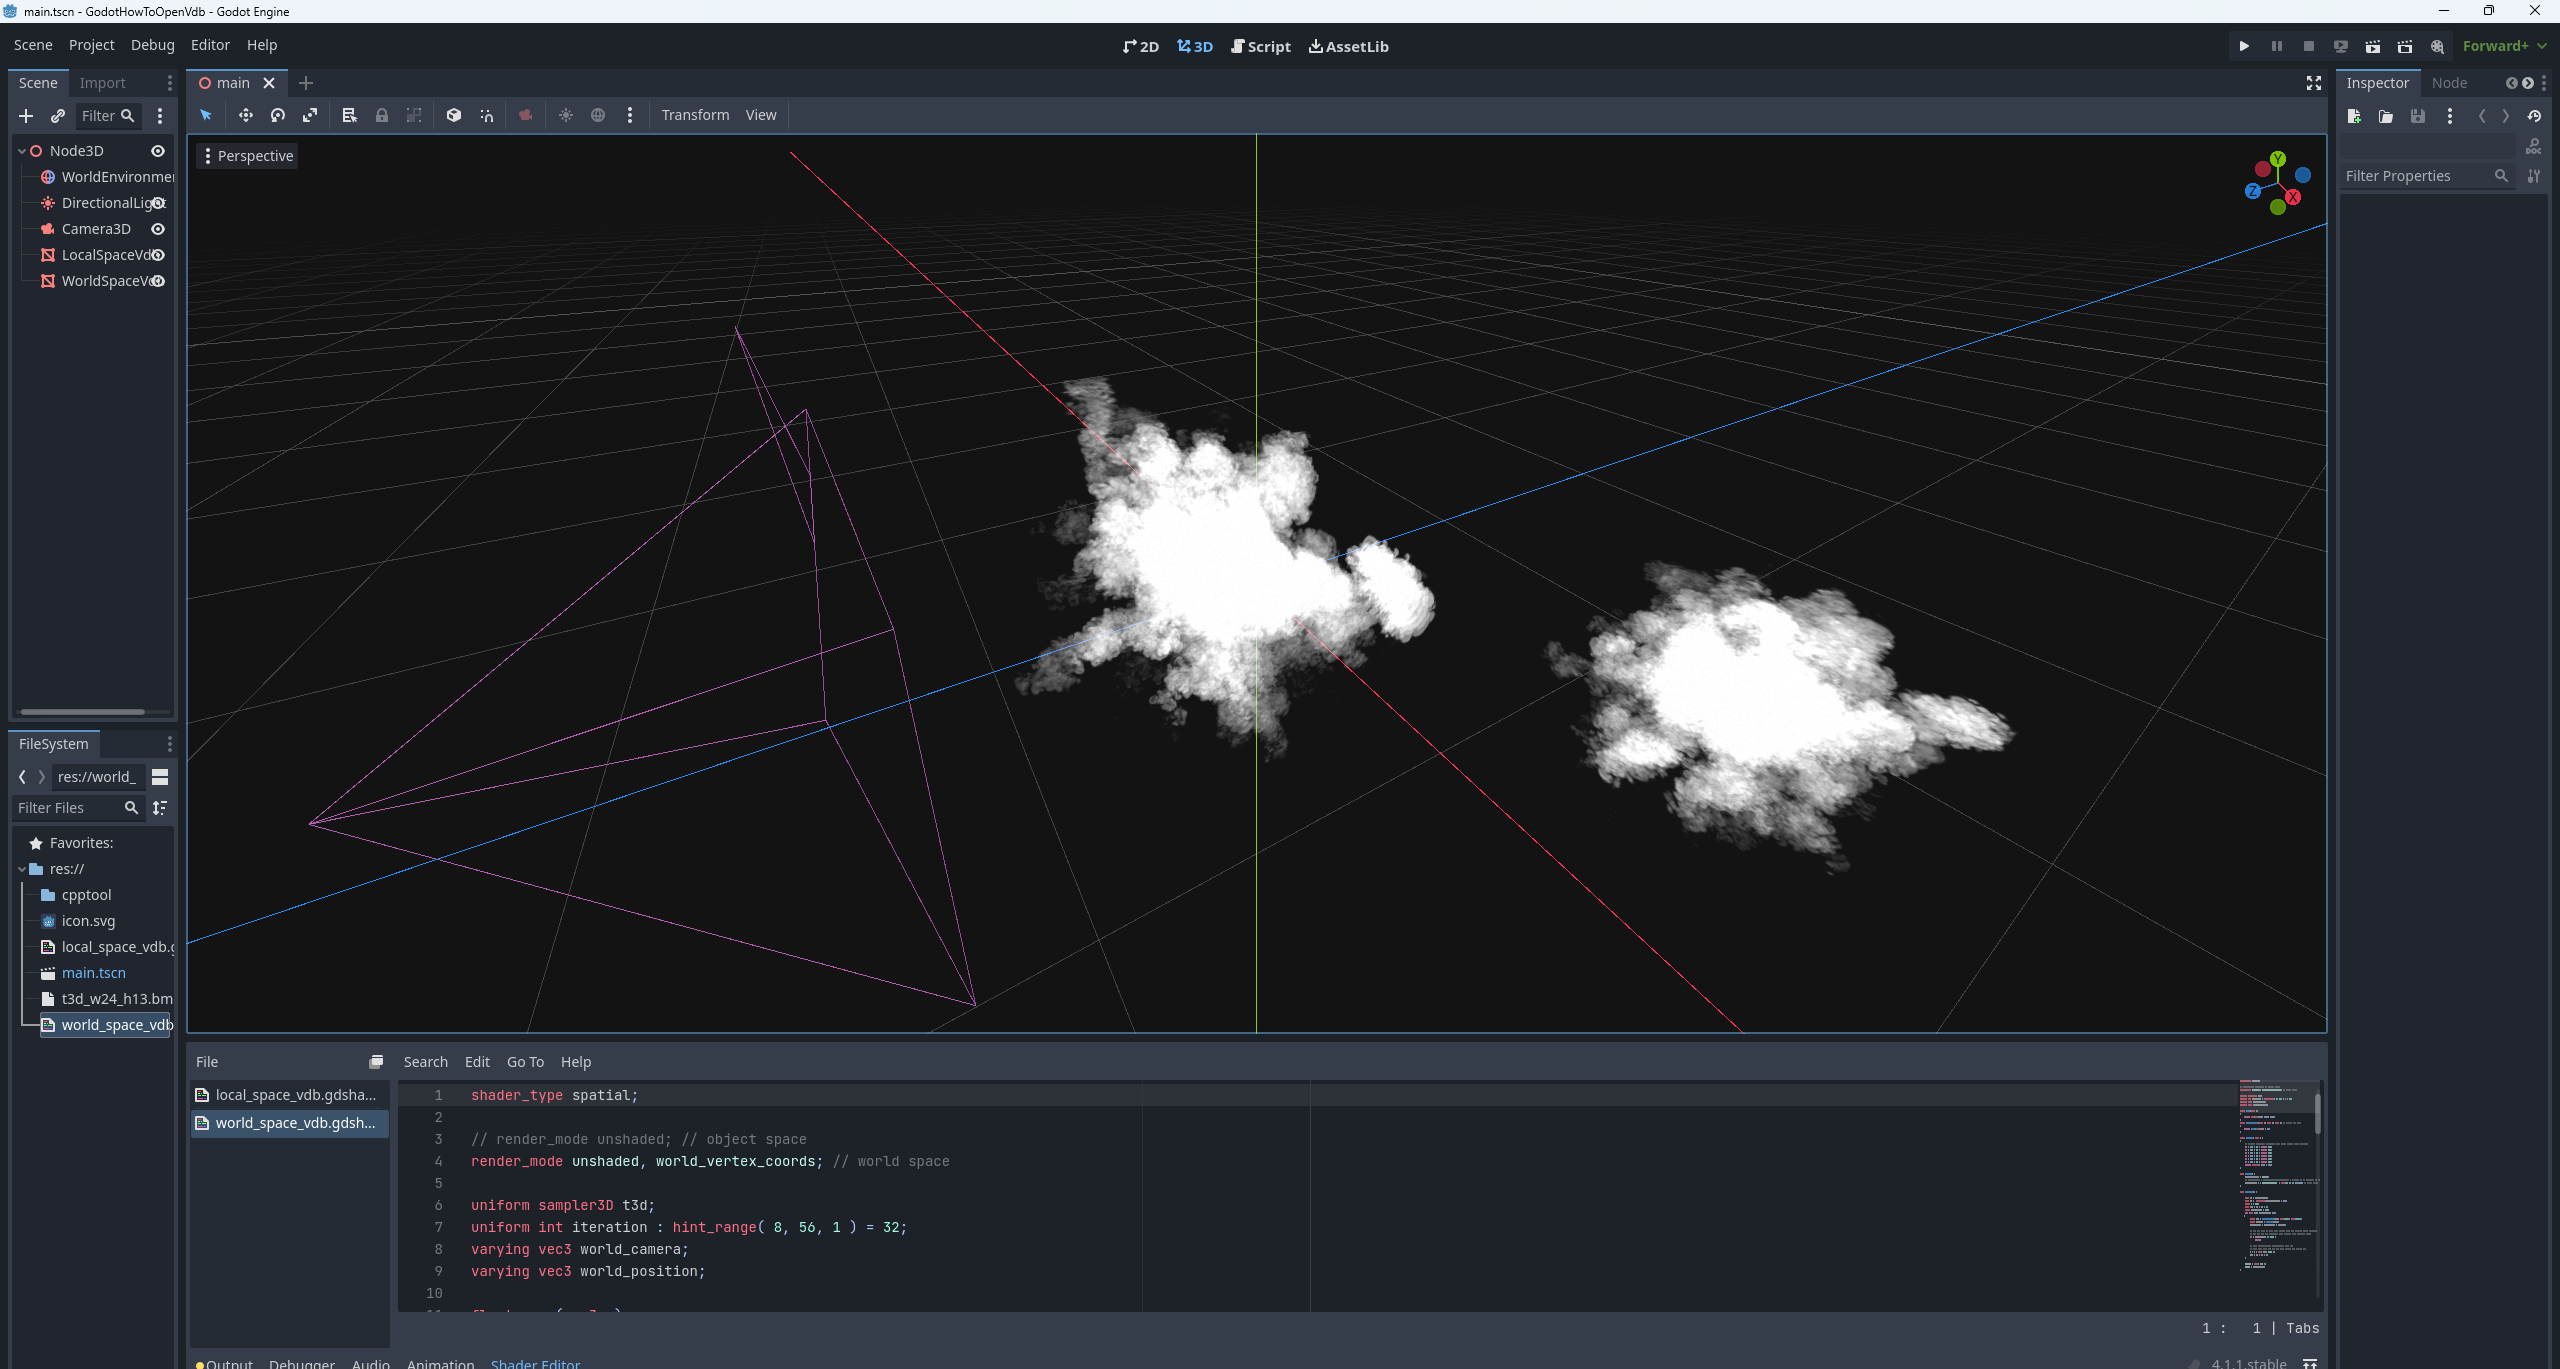 main.tscn - GodotHowToOpenVdb - Godot Engine
Scene Project Debug Editor Help
2D 3D Script AssetLib
Forward+
Scene Import
main
Inspector Node
Filter
Transform View
Node3D
Perspective
Y
Z
X
WorldEnvironme
DirectionalLight
Camera3D
LocalSpaceVd
WorldSpaceVd
Filter Properties
FileSystem
res://world_
Filter Files
Favorites:
res://
cpptool
icon.svg
local_space_vdb.g
main.tscn
t3d_w24_h13.bm
world_space_vdb
File
Search Edit Go To Help
local_space_vdb.gdsha...
world_space_vdb.gdsh...
1 shader_type spatial;
2
3 // render_mode unshaded; // object space
4 render_mode unshaded, world_vertex_coords; // world space
5
6 uniform sampler3D t3d;
7 uniform int iteration : hint_range( 8, 56, 1 ) = 32;
8 varying vec3 world_camera;
9 varying vec3 world_position;
10
1 : 1 | Tabs
Output Debugger Audio Animation Shader Editor
4.1.1.stable